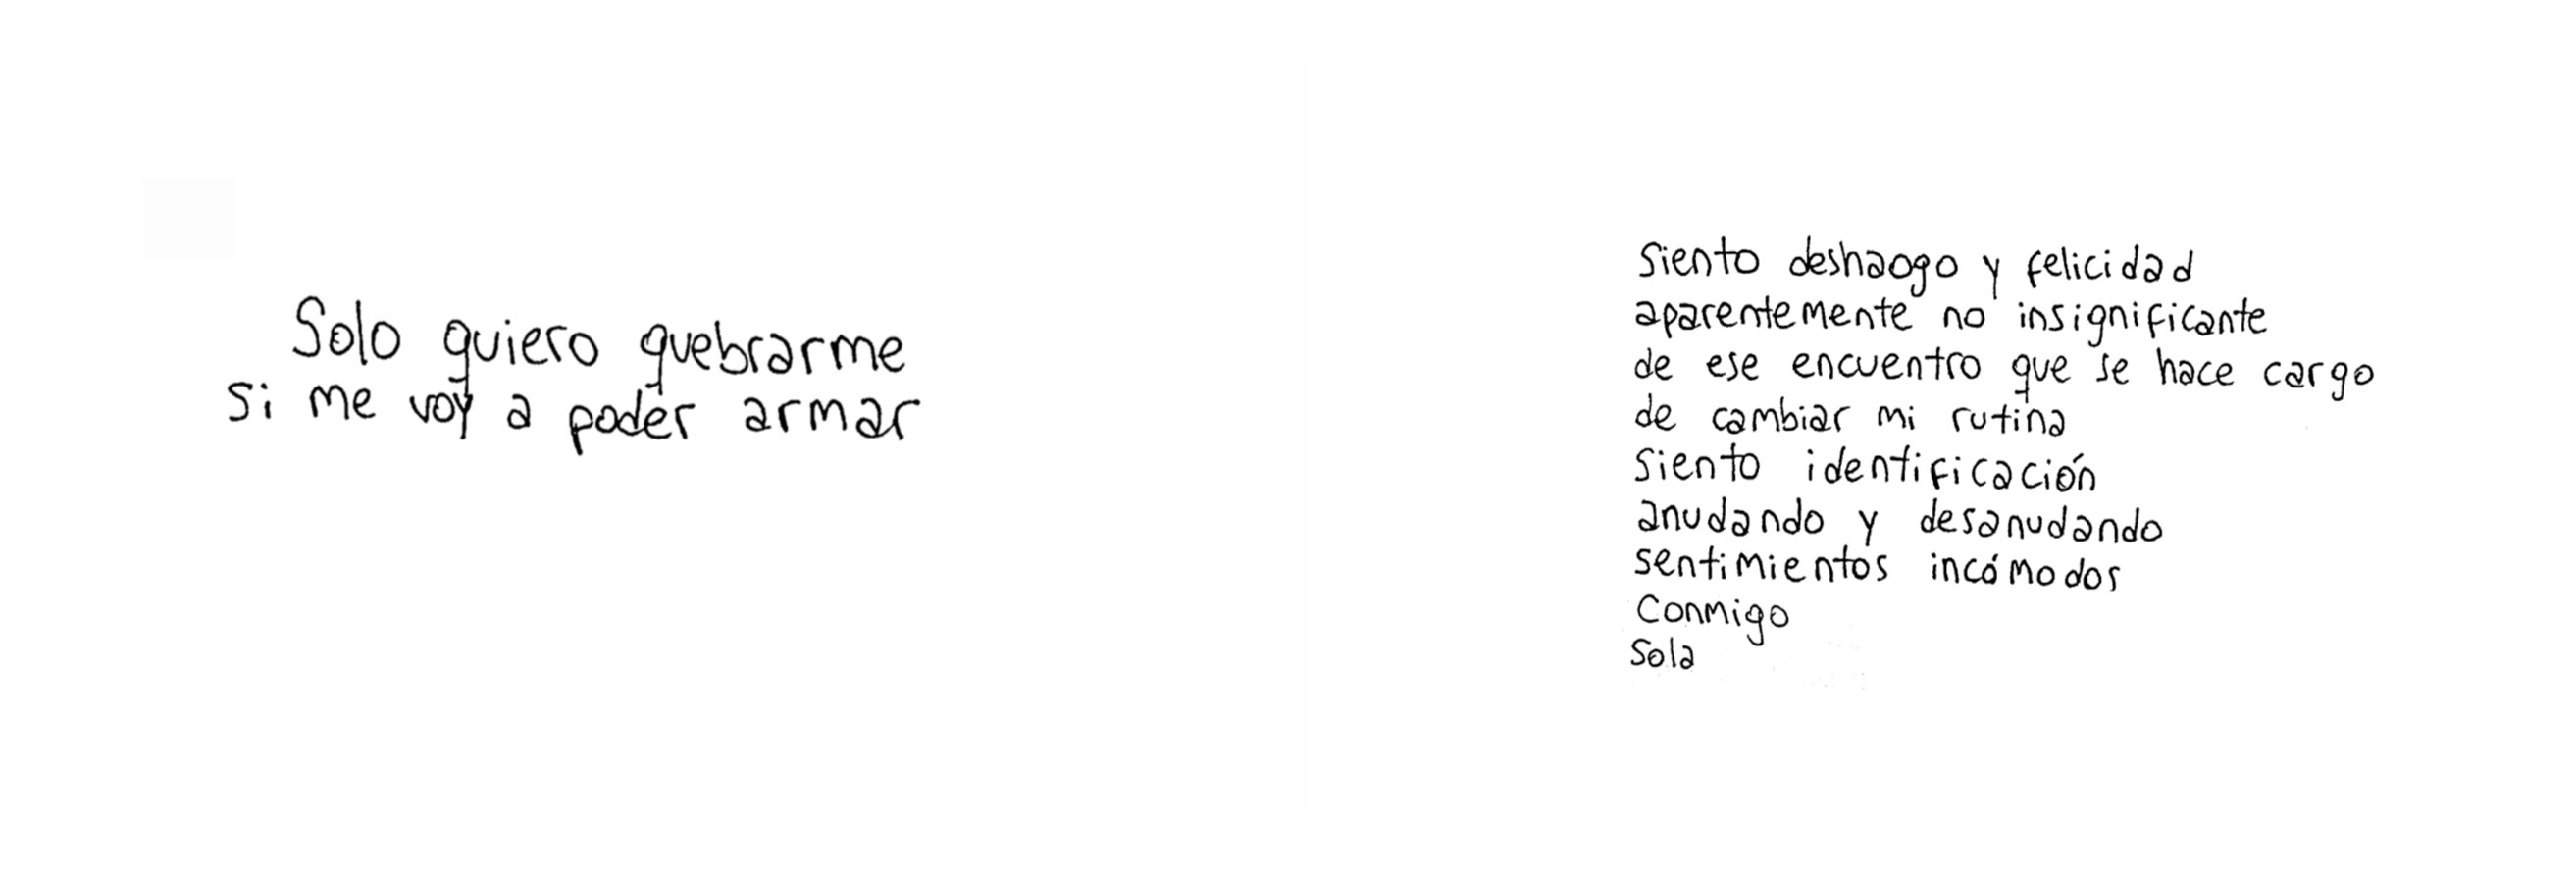 Solo quiero quebrarme
si me voy a poder armar
Siento deshaogo y felicidad
aparentemente no insignificante
de ese encuentro que se hace cargo
de cambiar mi rutina
Siento identificación
anudando y desanudando
sentimientos incómodos
Conmigo
Sola